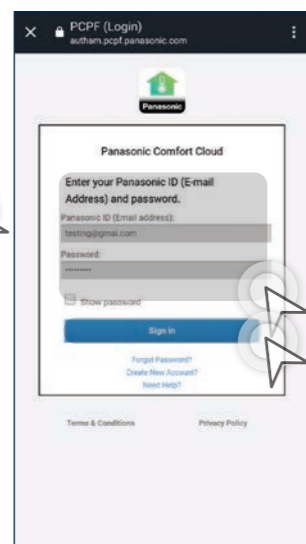 PCPF (Login)
autham.pcpf.panasonic.com
Panasonic
Panasonic Comfort Cloud
Enter your Panasonic ID (E-mail
Address) and password.
Panasonic ID (Email address):
testing@gmai.com
Password:
•••••••••
Show password
Sign in
Forgot Password?
Create New Account?
Need Help?
Terms & Conditions Privacy Policy